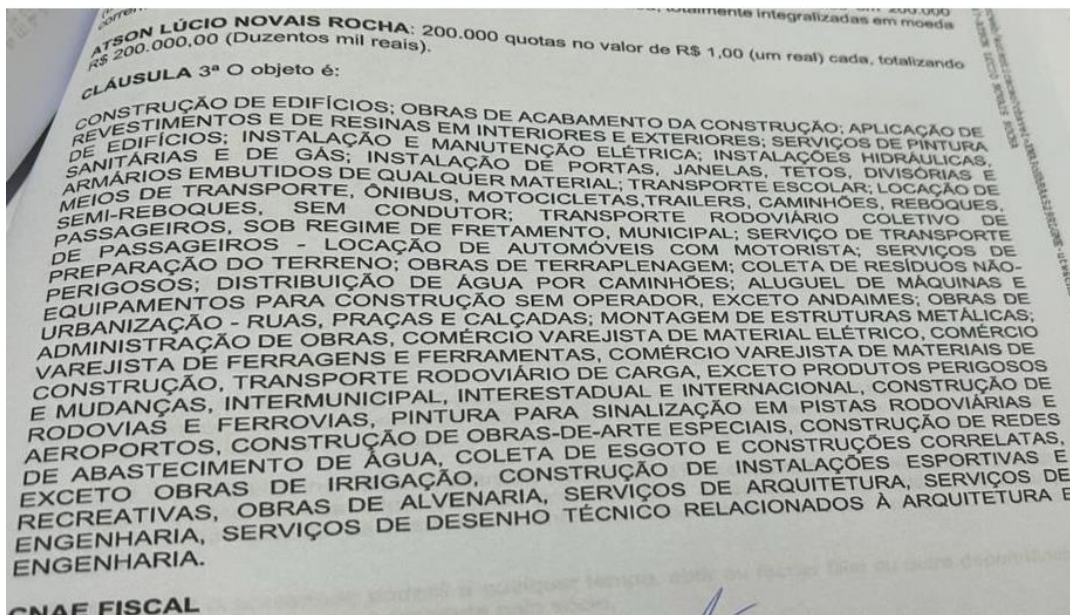 totalmente integralizadas em moeda
ATSON LÚCIO NOVAIS ROCHA: 200.000 quotas no valor de R$ 1,00 (um real) cada, totalizando
R$ 200.000,00 (Duzentos mil reais).
CLÁUSULA 3ª O objeto é:
CONSTRUÇÃO DE EDIFÍCIOS; OBRAS DE ACABAMENTO DA CONSTRUÇÃO; APLICAÇÃO DE
REVESTIMENTOS E DE RESINAS EM INTERIORES E EXTERIORES; SERVIÇOS DE PINTURA
DE EDIFÍCIOS; INSTALAÇÃO E MANUTENÇÃO ELÉTRICA; INSTALAÇÕES HIDRÁULICAS,
SANITÁRIAS E DE GÁS; INSTALAÇÃO DE PORTAS, JANELAS, TETOS, DIVISÓRIAS E
ARMÁRIOS EMBUTIDOS DE QUALQUER MATERIAL; TRANSPORTE ESCOLAR; LOCAÇÃO DE
MEIOS DE TRANSPORTE, ÔNIBUS, MOTOCICLETAS,TRAILERS, CAMINHÕES, REBOQUES,
SEMI-REBOQUES, SEM CONDUTOR; TRANSPORTE RODOVIÁRIO COLETIVO DE
PASSAGEIROS, SOB REGIME DE FRETAMENTO, MUNICIPAL; SERVIÇO DE TRANSPORTE
DE PASSAGEIROS - LOCAÇÃO DE AUTOMÓVEIS COM MOTORISTA; SERVIÇOS DE
PREPARAÇÃO DO TERRENO; OBRAS DE TERRAPLENAGEM; COLETA DE RESÍDUOS NÃO-
PERIGOSOS; DISTRIBUIÇÃO DE ÁGUA POR CAMINHÕES; ALUGUEL DE MÁQUINAS E
EQUIPAMENTOS PARA CONSTRUÇÃO SEM OPERADOR, EXCETO ANDAIMES; OBRAS DE
URBANIZAÇÃO - RUAS, PRAÇAS E CALÇADAS; MONTAGEM DE ESTRUTURAS METÁLICAS;
ADMINISTRAÇÃO DE OBRAS, COMÉRCIO VAREJISTA DE MATERIAL ELÉTRICO, COMÉRCIO
VAREJISTA DE FERRAGENS E FERRAMENTAS, COMÉRCIO VAREJISTA DE MATERIAIS DE
CONSTRUÇÃO, TRANSPORTE RODOVIÁRIO DE CARGA, EXCETO PRODUTOS PERIGOSOS
E MUDANÇAS, INTERMUNICIPAL, INTERESTADUAL E INTERNACIONAL, CONSTRUÇÃO DE
RODOVIAS E FERROVIAS, PINTURA PARA SINALIZAÇÃO EM PISTAS RODOVIÁRIAS E
AEROPORTOS, CONSTRUÇÃO DE OBRAS-DE-ARTE ESPECIAIS, CONSTRUÇÃO DE REDES
DE ABASTECIMENTO DE ÁGUA, COLETA DE ESGOTO E CONSTRUÇÕES CORRELATAS,
EXCETO OBRAS DE IRRIGAÇÃO, CONSTRUÇÃO DE INSTALAÇÕES ESPORTIVAS E
RECREATIVAS, OBRAS DE ALVENARIA, SERVIÇOS DE ARQUITETURA, SERVIÇOS DE
ENGENHARIA, SERVIÇOS DE DESENHO TÉCNICO RELACIONADOS À ARQUITETURA E
ENGENHARIA.
CNAE FISCAL